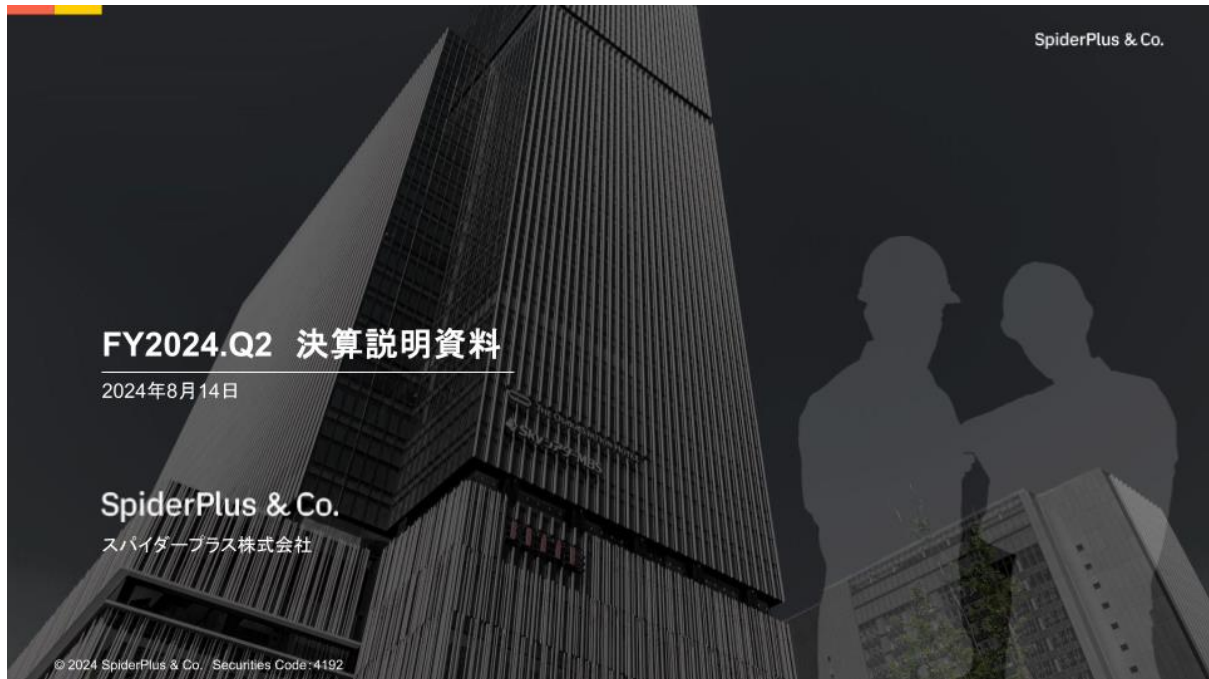 SpiderPlus & Co.
FY2024.Q2 決算説明資料
2024年8月14日
SpiderPlus & Co.
スパイダープラス株式会社
© 2024 SpiderPlus & Co. Securities Code:4192